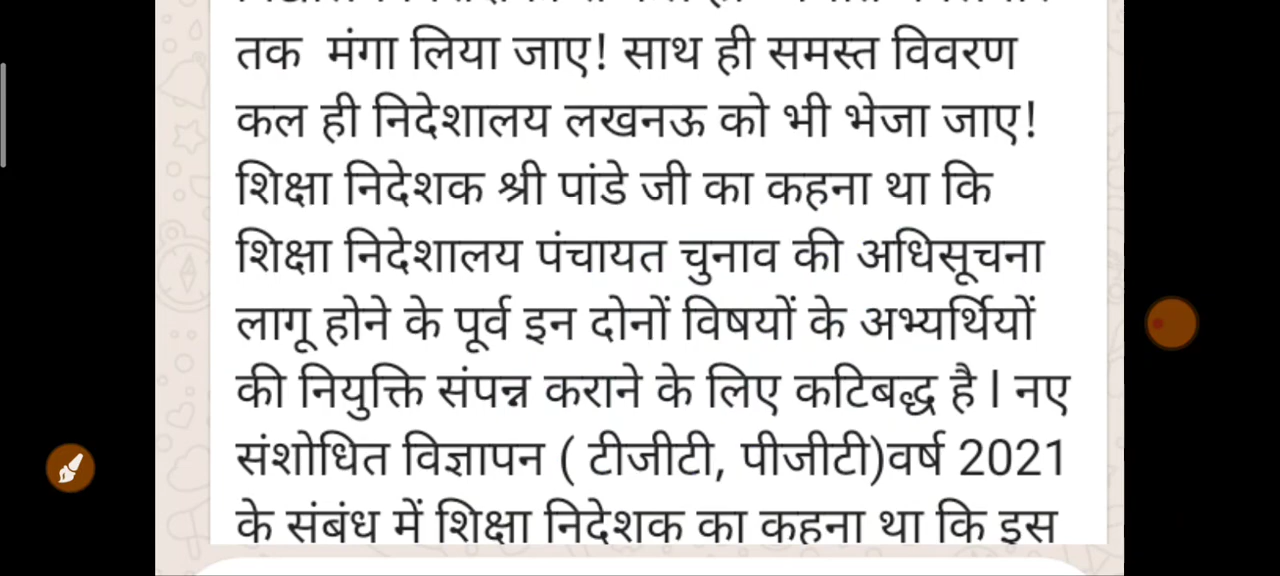 तक  मंगा लिया जाए! साथ ही समस्त विवरण
कल ही निदेशालय लखनऊ को भी भेजा जाए!
शिक्षा निदेशक श्री पांडे जी का कहना था कि
शिक्षा निदेशालय पंचायत चुनाव की अधिसूचना
लागू होने के पूर्व इन दोनों विषयों के अभ्यर्थियों
की नियुक्ति संपन्न कराने के लिए कटिबद्ध है l नए
संशोधित विज्ञापन ( टीजीटी, पीजीटी)वर्ष 2021
के संबंध में शिक्षा निदेशक का कहना था कि इस